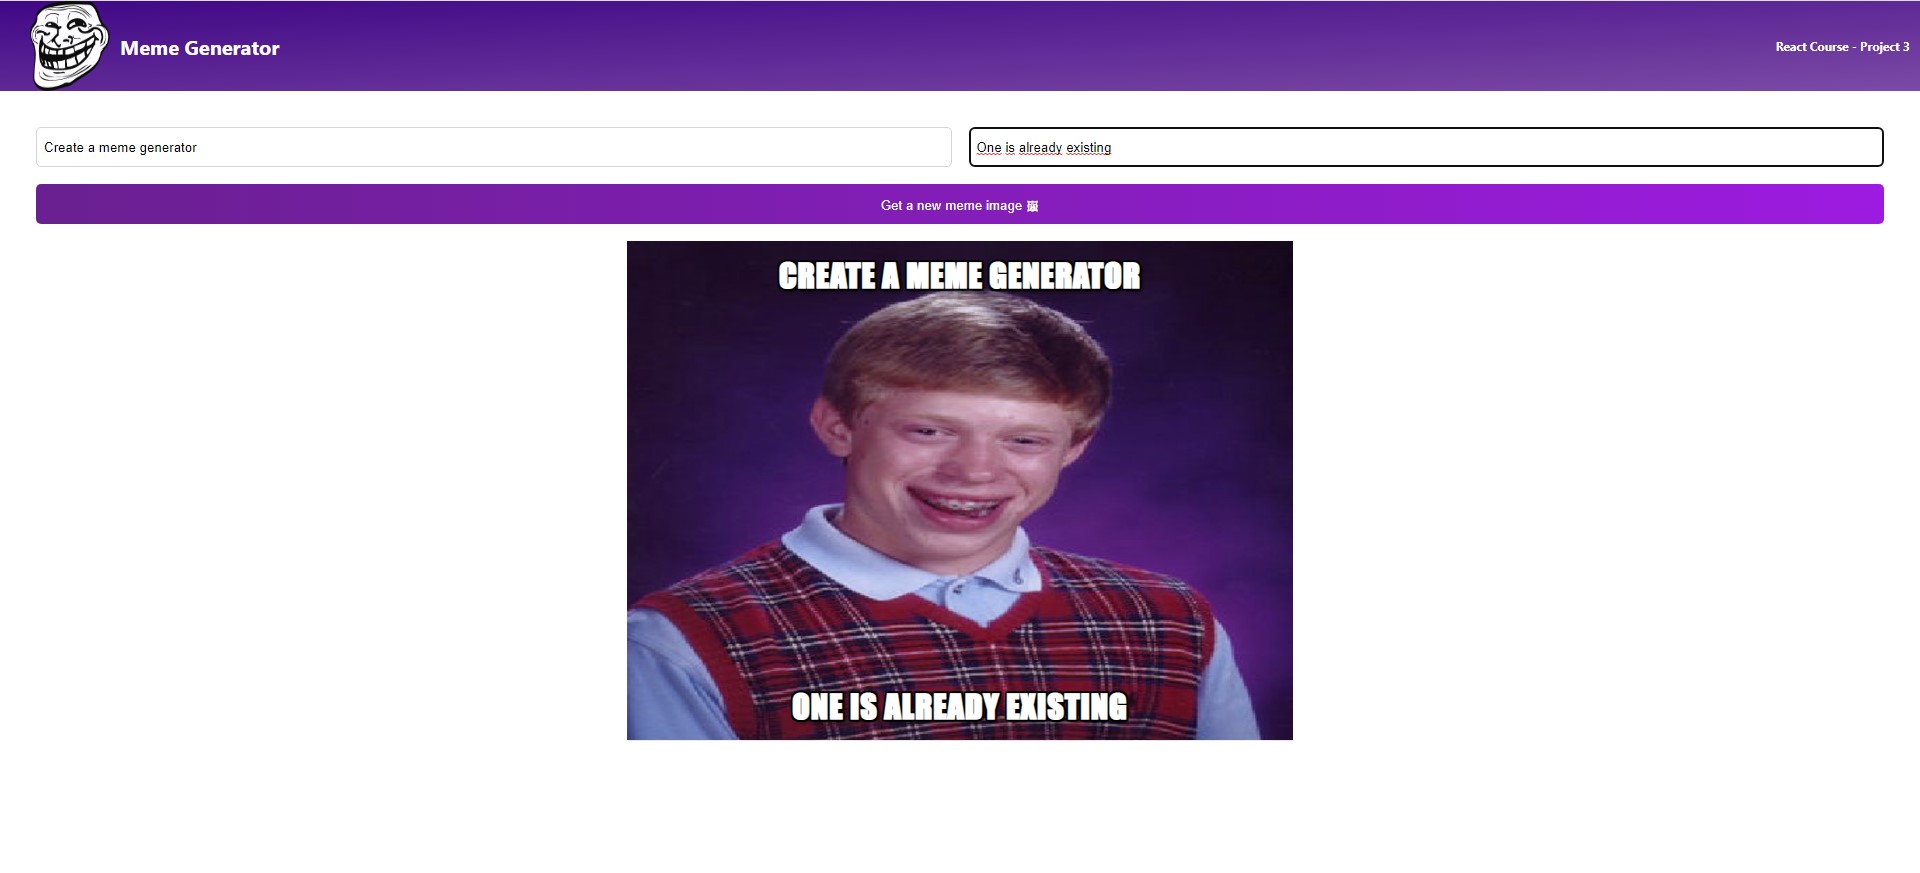 Meme Generator
React Course - Project 3
Create a meme generator
One is already existing
Get a new meme image 🖼
CREATE A MEME GENERATOR
ONE IS ALREADY EXISTING